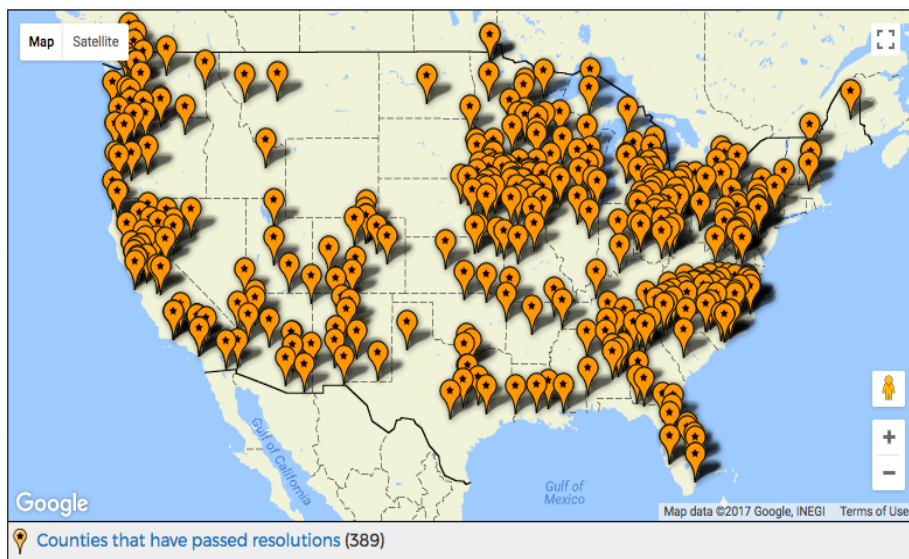 Map Satellite
Gulf of California
Gulf of
Mexico
Google
Map data ©2017 Google, INEGI Terms of Use
Counties that have passed resolutions (389)